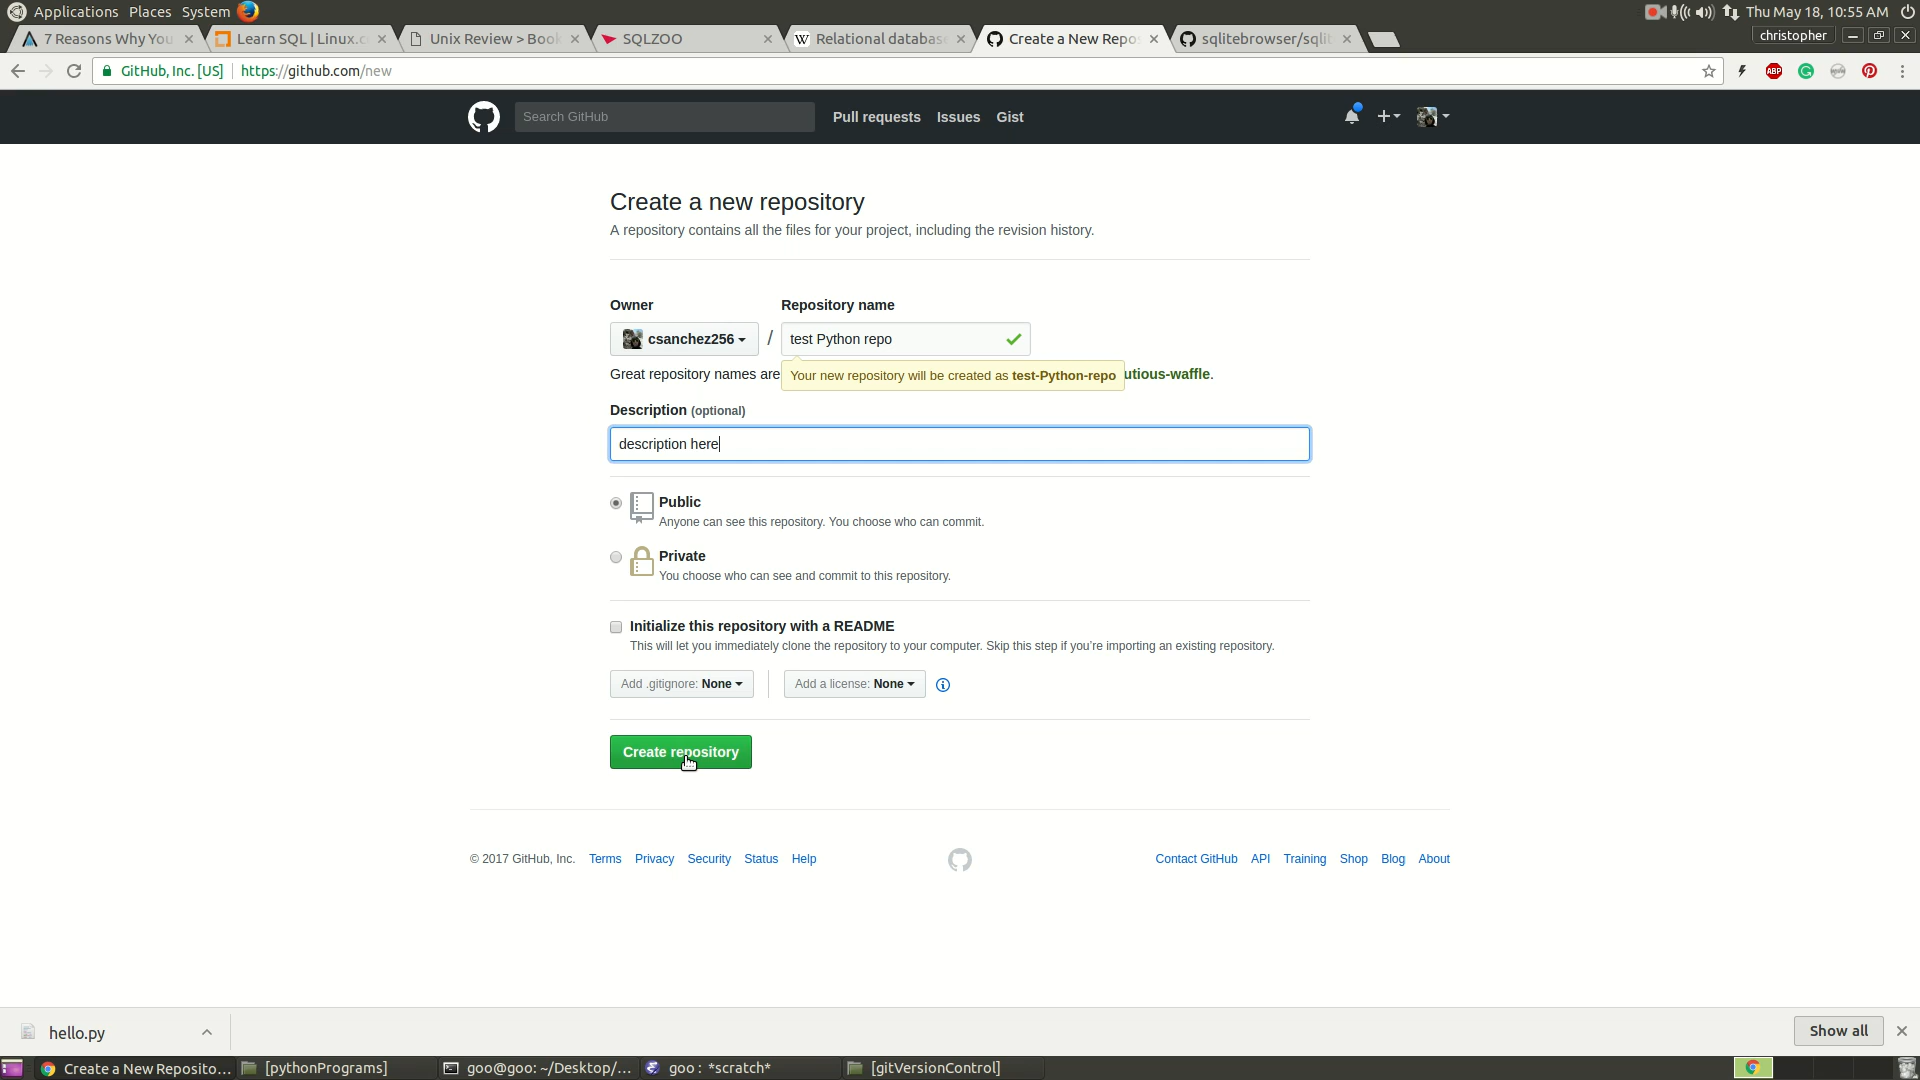 Applications Places System
Thu May 18, 10:55 AM
7 Reasons Why You
Learn SQL | Linux.c
Unix Review > Book
SQLZOO
Relational databas
Create a New Repo
sqlitebrowser/sqli
christopher
GitHub, Inc. [US] https://github.com/new
ABP
Search GitHub
Pull requests Issues Gist
Create a new repository
A repository contains all the files for your project, including the revision history.
Owner Repository name
csanchez256 / test Python repo
Great repository names are utious-waffle.
Your new repository will be created as test-Python-repo
Description (optional)
description here
Public
Anyone can see this repository. You choose who can commit.
Private
You choose who can see and commit to this repository.
Initialize this repository with a README
This will let you immediately clone the repository to your computer. Skip this step if you're importing an existing repository.
Add .gitignore: None Add a license: None
Create repository
© 2017 GitHub, Inc. Terms Privacy Security Status Help
Contact GitHub API Training Shop Blog About
hello.py
Show all
Create a New Reposito... [pythonPrograms] goo@goo: ~/Desktop/... goo : *scratch* [gitVersionControl]